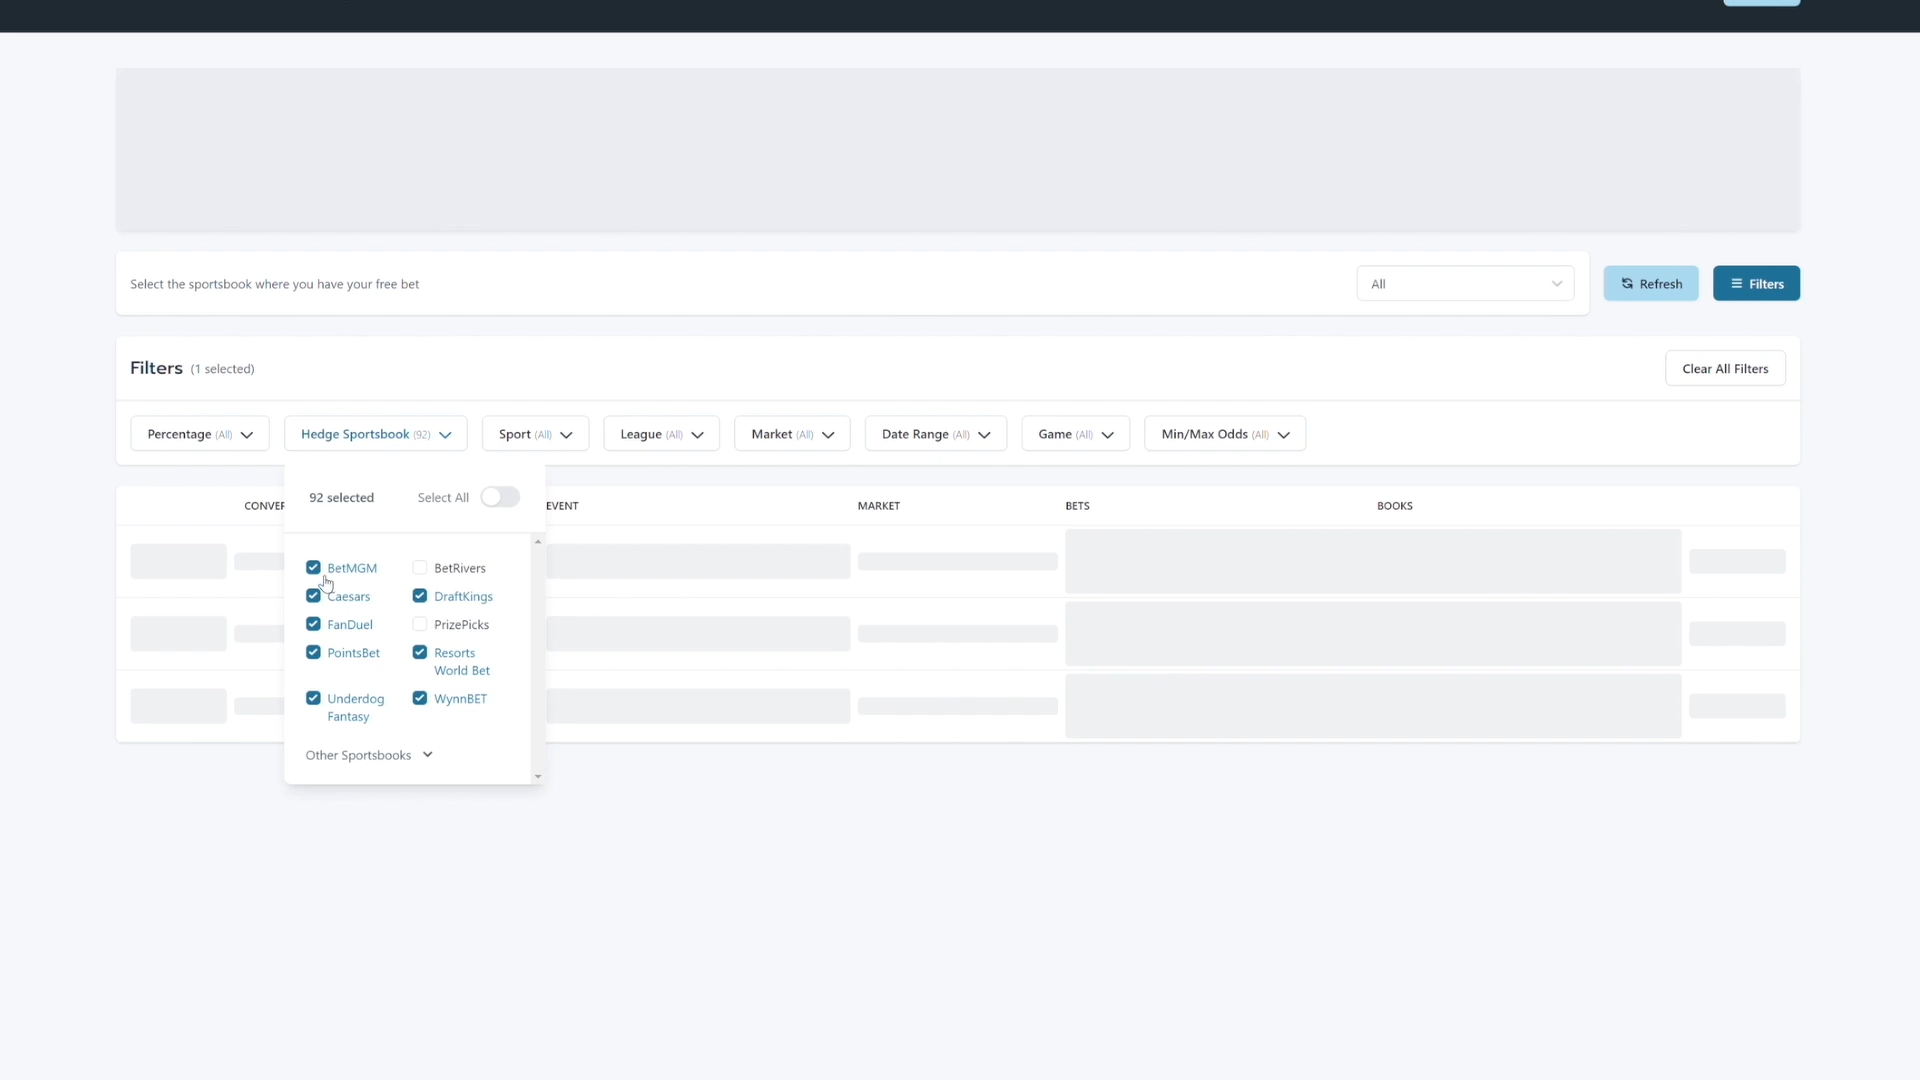 Select the sportsbook where you have your free bet
All
Refresh
Filters
Filters (1 selected)
Clear All Filters
Percentage (All)
Hedge Sportsbook (92)
Sport (All)
League (All)
Market (All)
Date Range (All)
Game (All)
Min/Max Odds (All)
92 selected
Select All
CONVER
EVENT
MARKET
BETS
BOOKS
BetMGM
BetRivers
Caesars
DraftKings
FanDuel
PrizePicks
PointsBet
Resorts
World Bet
Underdog
Fantasy
WynnBET
Other Sportsbooks